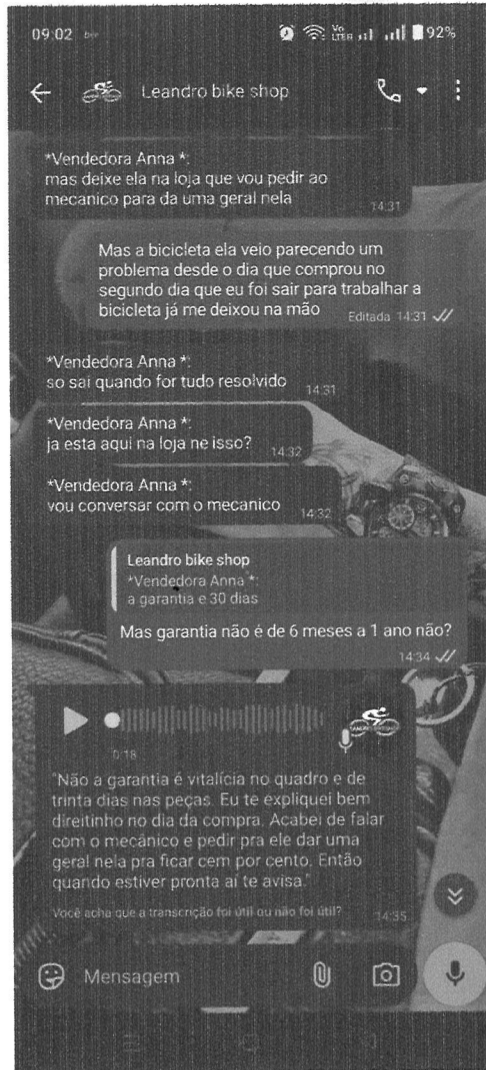 09:02
Vo
LTER
92%
Leandro bike shop
*Vendedora Anna *:
mas deixe ela na loja que vou pedir ao
mecanico para da uma geral nela
14:31
Mas a bicicleta ela veio parecendo um
problema desde o dia que comprou no
segundo dia que eu foi sair para trabalhar a
bicicleta já me deixou na mão
Editada 14:31
*Vendedora Anna *:
so sai quando for tudo resolvido
14:31
*Vendedora Anna *:
ja esta aqui na loja ne isso?
14:32
*Vendedora Anna *:
vou conversar com o mecanico
14:32
Leandro bike shop
*Vendedora Anna *:
a garantia e 30 dias
Mas garantia não é de 6 meses a 1 ano não?
14:34
0:18
"Não a garantia é vitalícia no quadro e de
trinta dias nas peças. Eu te expliquei bem
direitinho no dia da compra. Acabei de falar
com o mecânico e pedir pra ele dar uma
geral nela pra ficar cem por cento. Então
quando estiver pronta aí te avisa."
Você acha que a transcrição foi útil ou não foi útil?
14:35
Mensagem